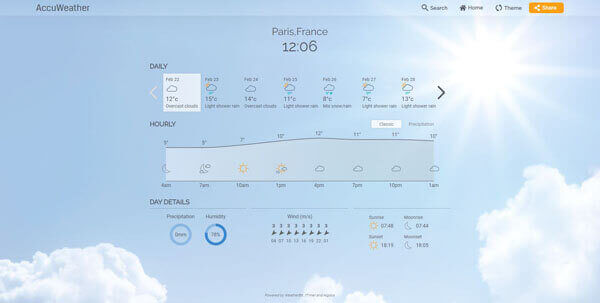 AccuWeather Search Home Theme Share
Paris,France
12:06
DAILY
Feb 22 Feb 23 Feb 24 Feb 25 Feb 26 Feb 27 Feb 28
12°c 15°c 14°c 11°c 8°c 7°c 13°c
Overcast clouds Light shower rain Overcast clouds Light shower rain Mix snow/rain Light shower rain Light shower rain
HOURLY Classic Precipitation
5° 5° 7° 10° 12° 11° 11° 10°
4am 7am 10am 1pm 4pm 7pm 10pm 1am
DAY DETAILS
Precipitation Humidity Wind (m/s) Sunrise Moonrise
0mm 78% 3 3 3 3 3 3 3 3 07:48 07:44
04 07 10 13 16 19 22 01 Sunset Moonset
18:19 18:05
Powered by Weatherbit